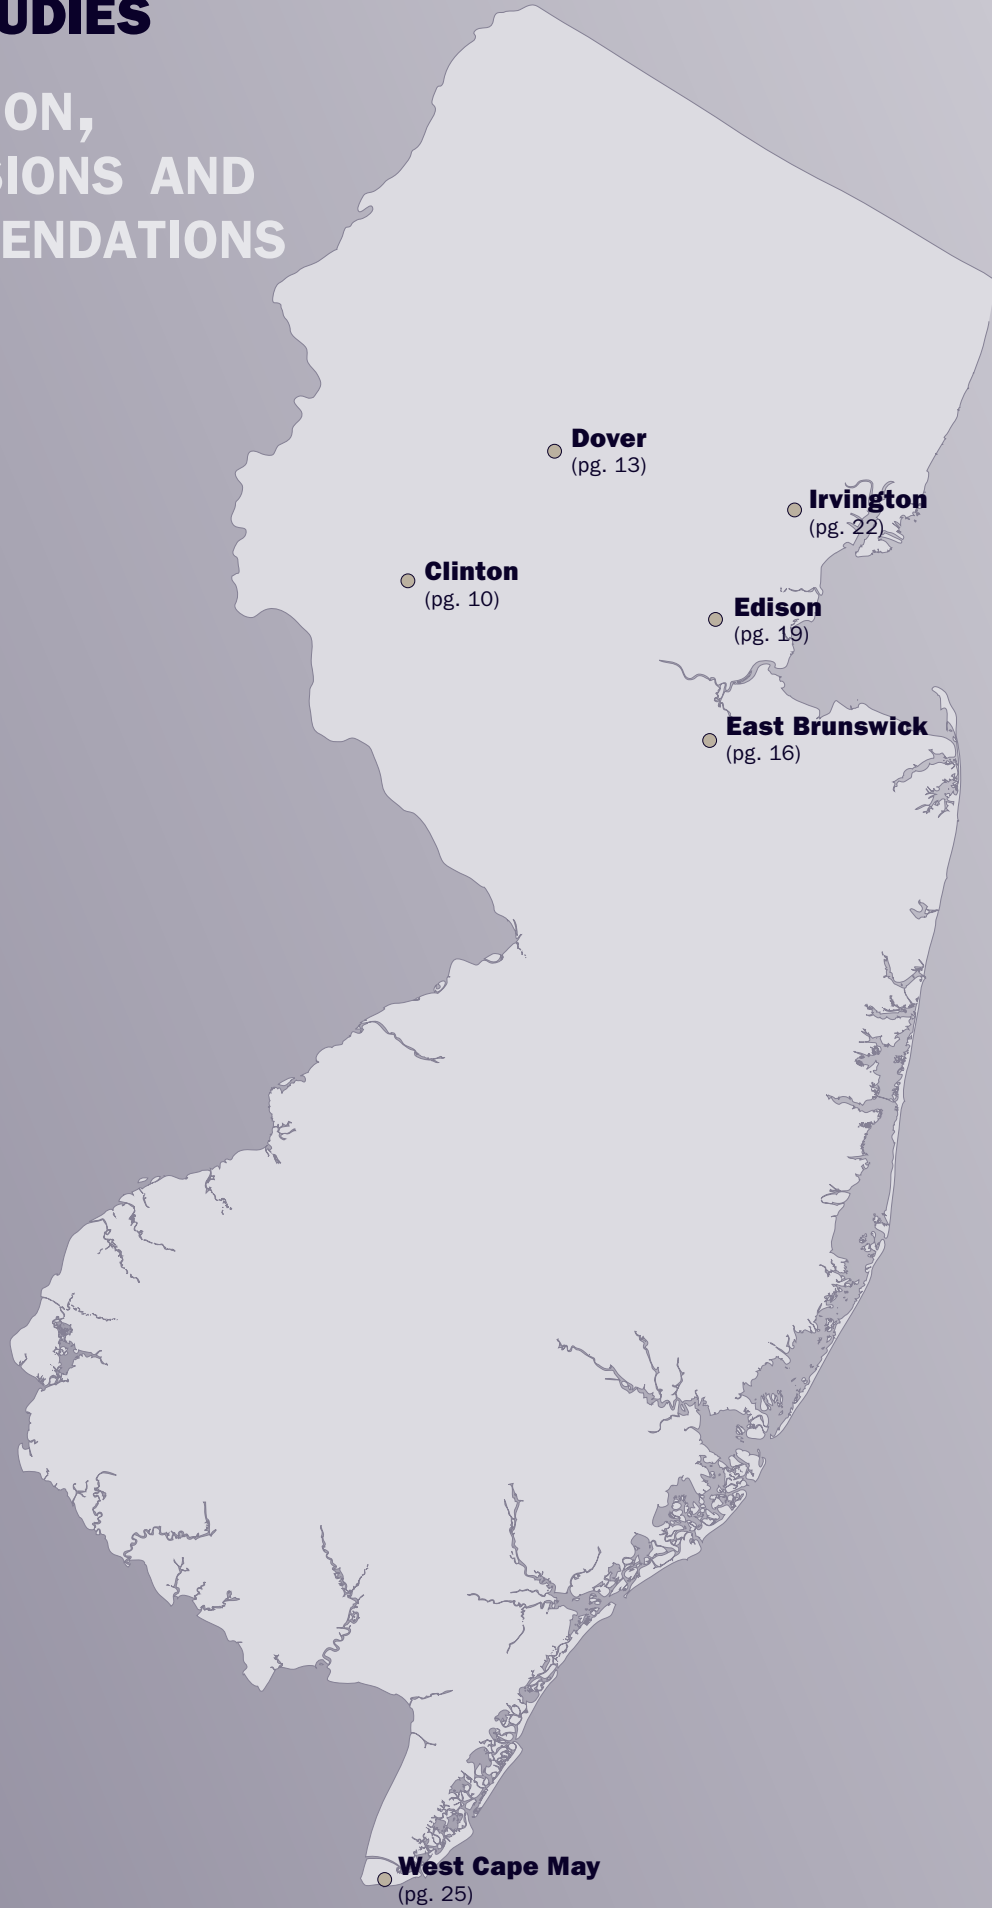 UDIES
ON,
SIONS AND
ENDATIONS
Dover
(pg. 13)
Irvington
(pg. 22)
Clinton
(pg. 10)
Edison
(pg. 19)
East Brunswick
(pg. 16)
West Cape May
(pg. 25)